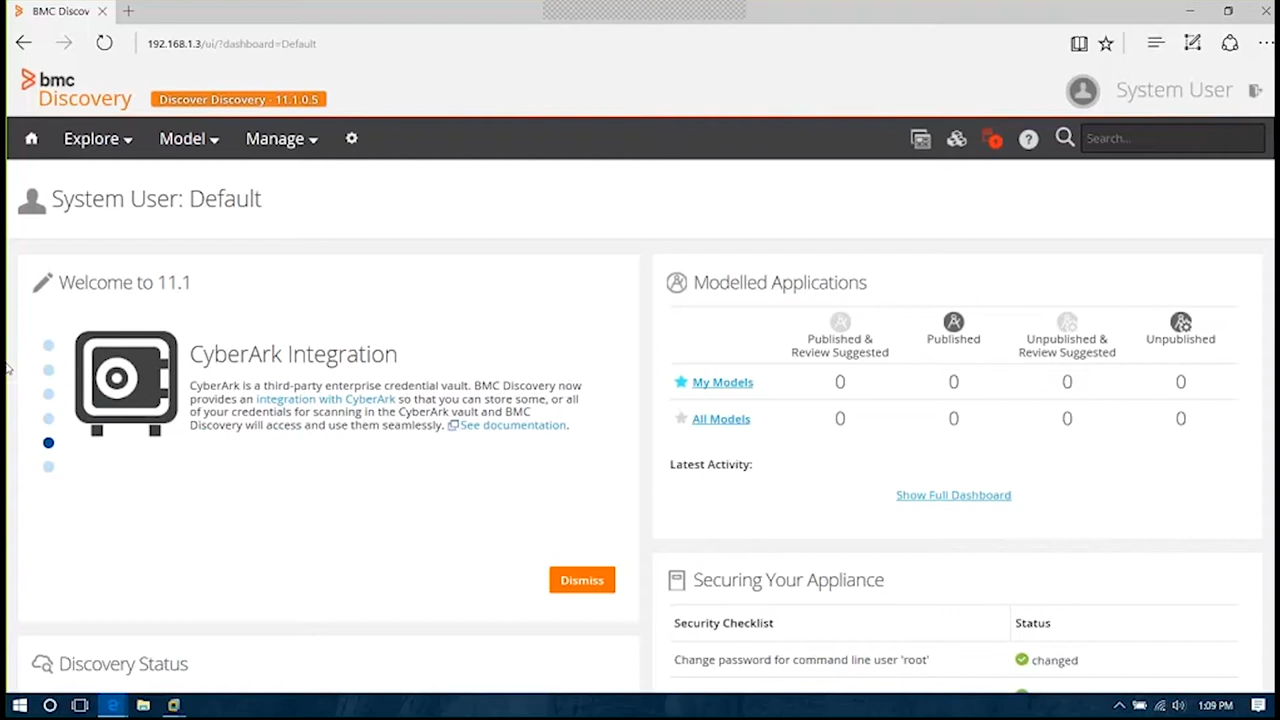 BMC Discov
192.168.1.3/ui/?dashboard=Default
bmc
Discovery
Discover Discovery - 11.1.0.5
System User
Explore
Model
Manage
Search...
System User: Default
Welcome to 11.1
CyberArk Integration
CyberArk is a third-party enterprise credential vault. BMC Discovery now
provides an integration with CyberArk so that you can store some, or all
of your credentials for scanning in the CyberArk vault and BMC
Discovery will access and use them seamlessly. See documentation.
Dismiss
Discovery Status
Modelled Applications
Published &
Review Suggested
Published
Unpublished &
Review Suggested
Unpublished
My Models 0 0 0 0
All Models 0 0 0 0
Latest Activity:
Show Full Dashboard
Securing Your Appliance
Security Checklist Status
Change password for command line user 'root' changed
1:09 PM